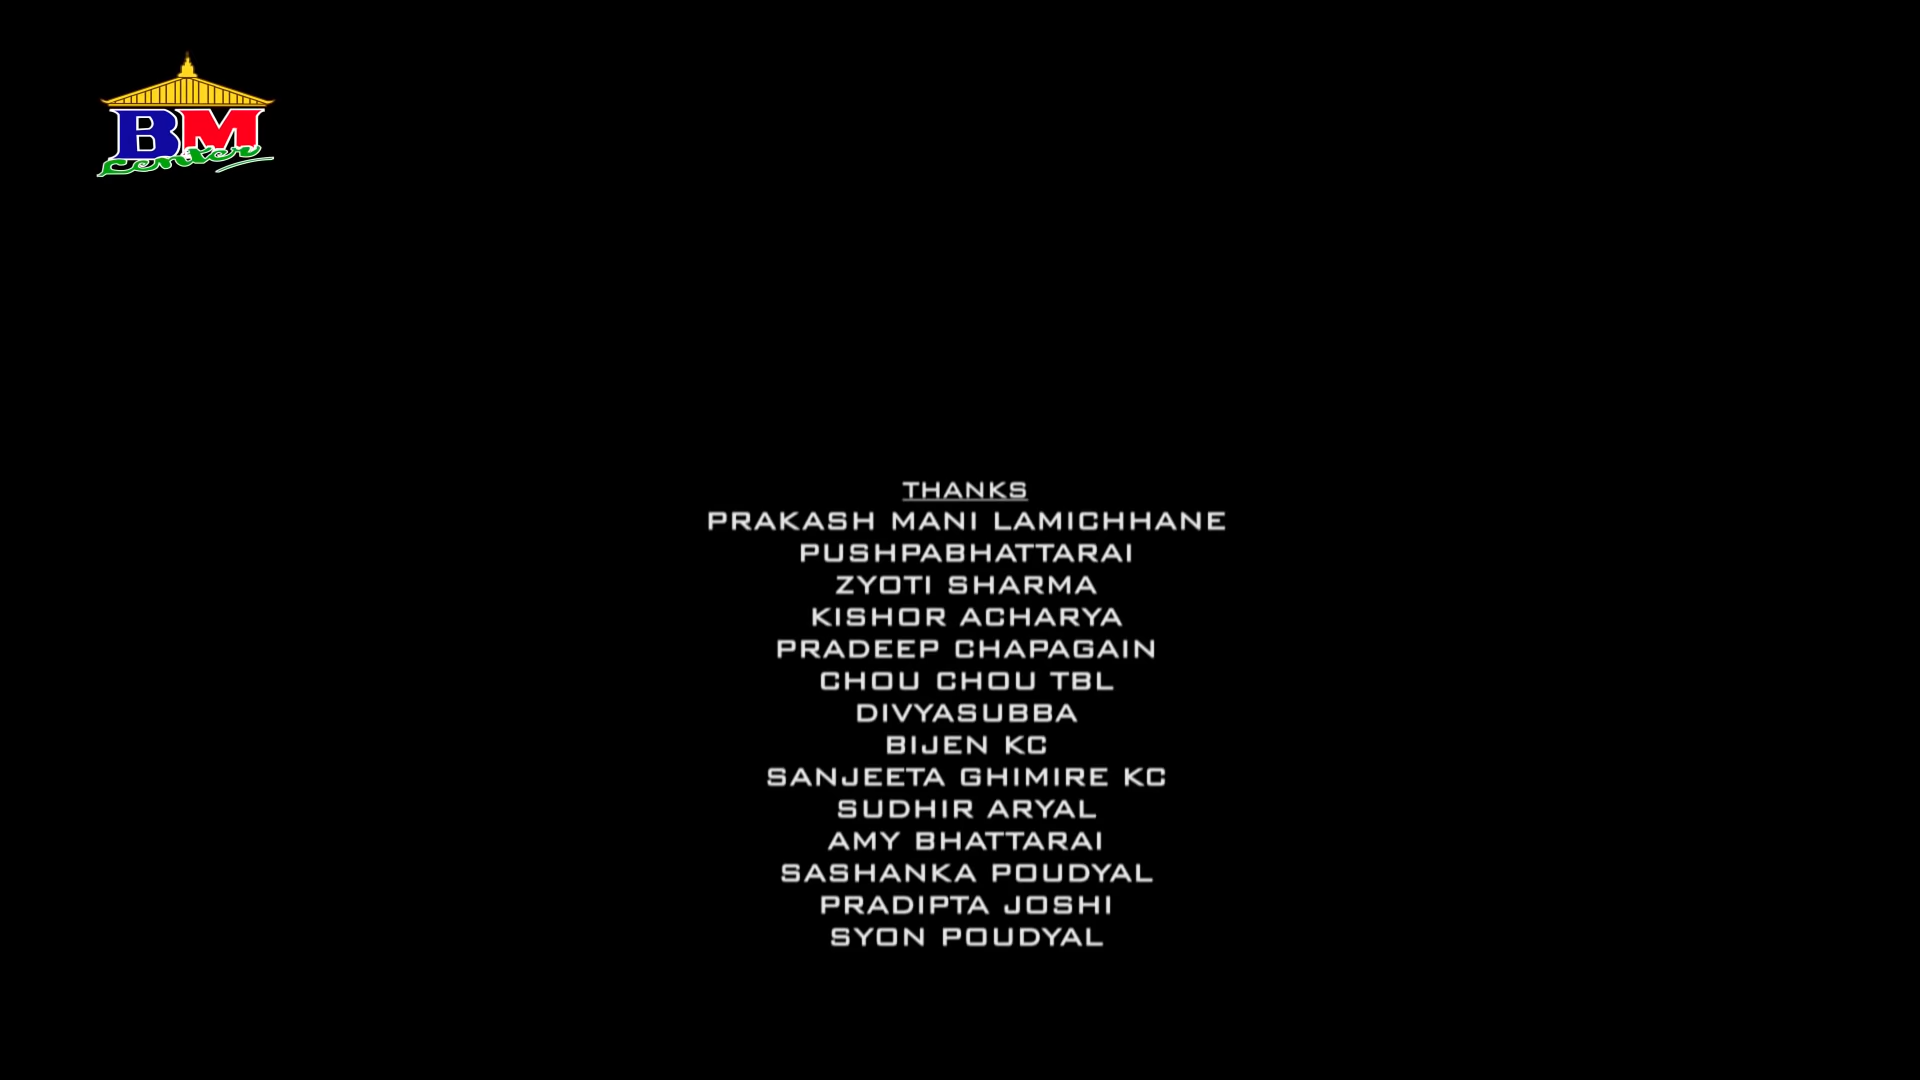 BM
Center
THANKS
PRAKASH MANI LAMICHHANE
PUSHPABHATTARAI
ZYOTI SHARMA
KISHOR ACHARYA
PRADEEP CHAPAGAIN
CHOU CHOU TBL
DIVYASUBBA
BIJEN KC
SANJEETA GHIMIRE KC
SUDHIR ARYAL
AMY BHATTARAI
SASHANKA POUDYAL
PRADIPTA JOSHI
SYON POUDYAL